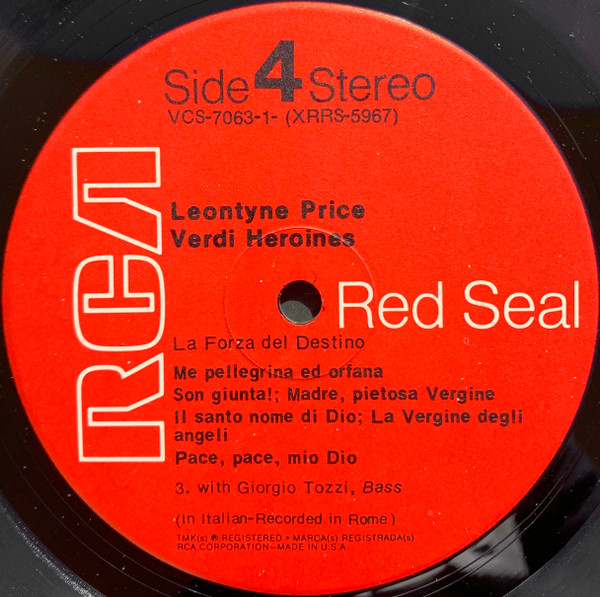 Side 4 Stereo
VCS-7063-1- (XRRS-5967)
RCA
Leontyne Price
Verdi Heroines
Red Seal
La Forza del Destino
Me pellegrina ed orfana
Son giunta!; Madre, pietosa Vergine
Il santo nome di Dio; La Vergine degli
angeli
Pace, pace, mio Dio
3. with Giorgio Tozzi, Bass
(In Italian-Recorded in Rome)
TMK(s) ® REGISTERED • MARCA(s) REGISTRADA(s)
RCA CORPORATION—MADE IN U.S.A.